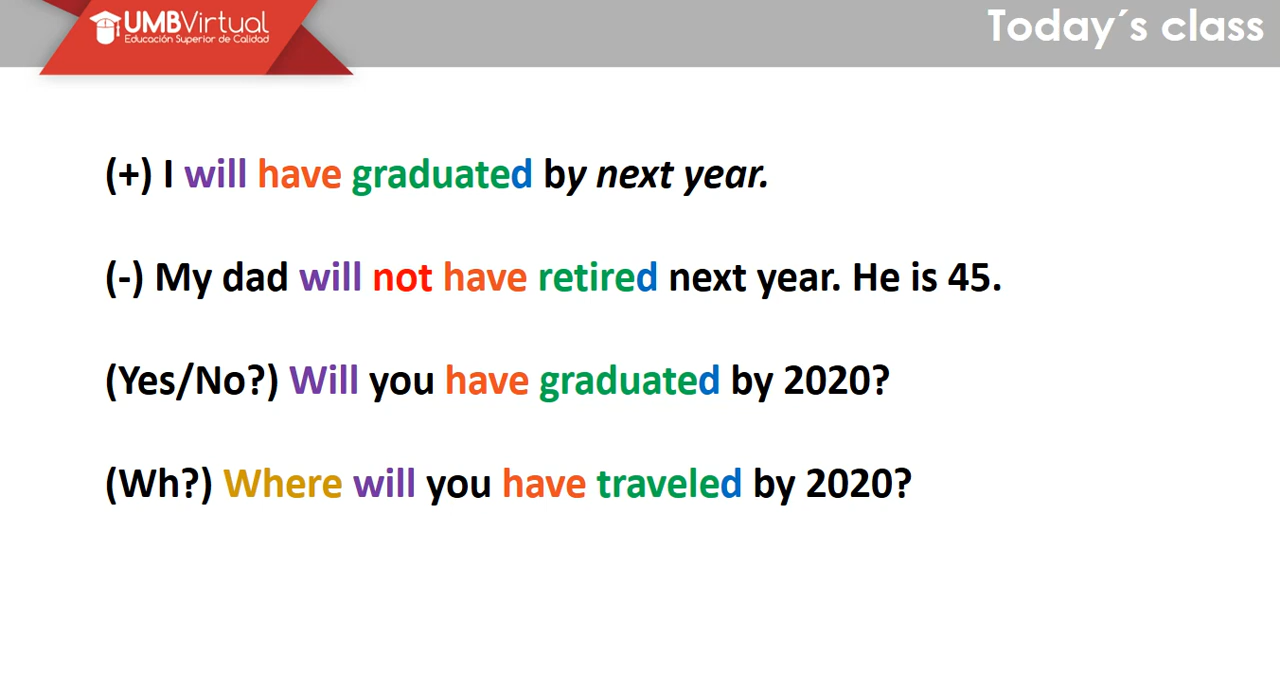 UMBVirtual
Educación Superior de Calidad
Today´s class
(+) I will have graduated by next year.
(-) My dad will not have retired next year. He is 45.
(Yes/No?) Will you have graduated by 2020?
(Wh?) Where will you have traveled by 2020?